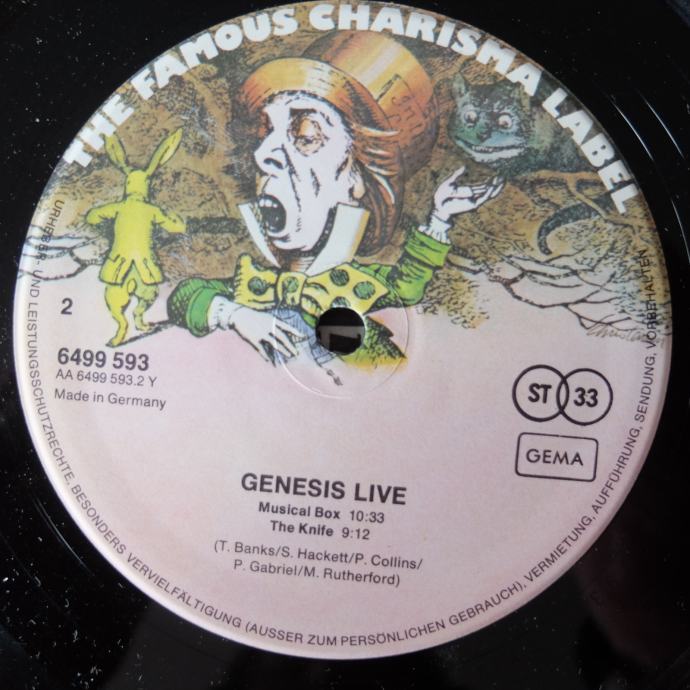 THE FAMOUS CHARISMA LABEL
2
6499 593
AA 6499 593.2 Y
Made in Germany
ST 33
GEMA
GENESIS LIVE
Musical Box 10:33
The Knife 9:12
(T. Banks/S. Hackett/P. Collins/
P. Gabriel/M. Rutherford)
URHEBER- UND LEISTUNGSSCHUTZRECHTE, BESONDERS VERVIELFÄLTIGUNG (AUSSER ZUM PERSÖNLICHEN GEBRAUCH), VERMIETUNG, AUFFÜHRUNG, SENDUNG, VORBEHALTEN